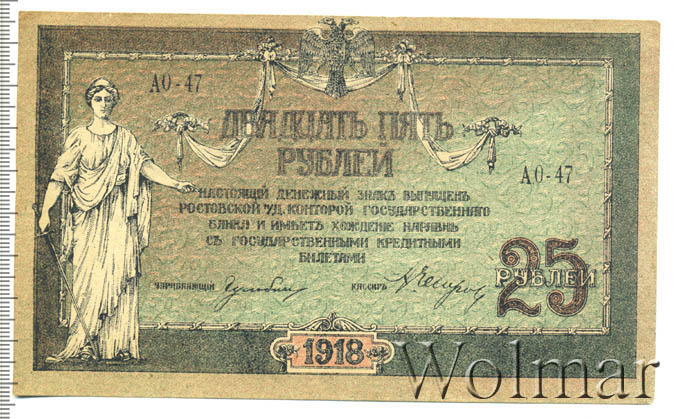 АО-47
ДВАДЦАТЬ ПЯТЬ
РУБЛЕЙ
АО-47
НАСТОЯЩІЙ ДЕНЕЖНЫЙ ЗНАКЪ ВЫПУЩЕНЪ
РОСТОВСКОЙ н/Д. КОНТОРОЙ ГОСУДАРСТВЕННАГО
БАНКА И ИМѢЕТЪ ХОЖДЕНІЕ НАРАВНѢ
СЪ ГОСУДАРСТВЕННЫМИ КРЕДИТНЫМИ
БИЛЕТАМИ
УПРАВЛЯЮЩІЙ КАССИРЪ
25
РУБЛЕЙ
1918
Wolmar